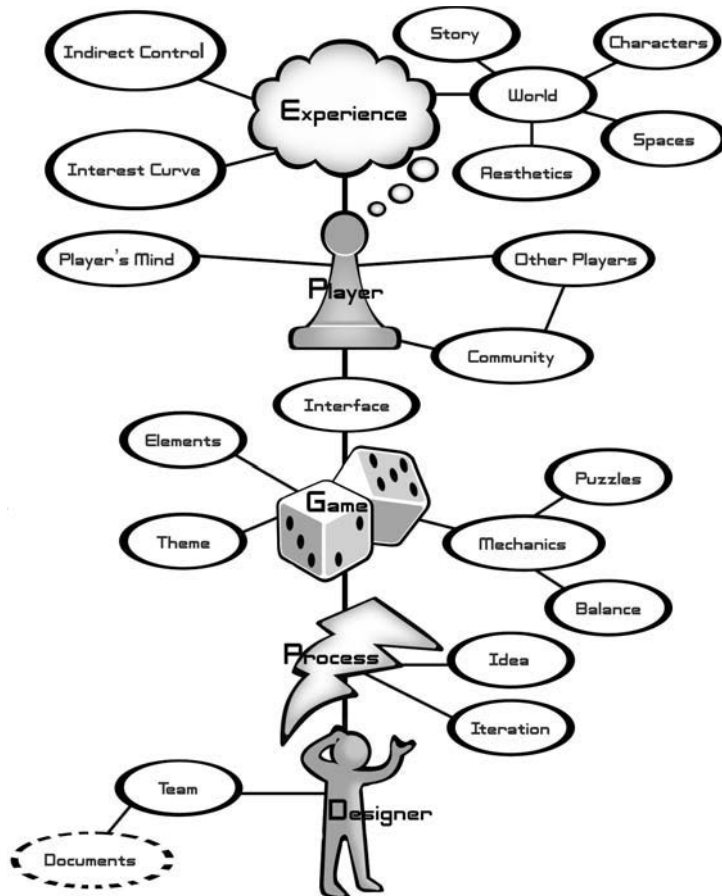 Indirect Control
Story
Characters
Experience
World
Interest Curve
Spaces
Aesthetics
Player's Mind
Other Players
Player
Community
Interface
Elements
Puzzles
Game
Theme
Mechanics
Balance
Process
Idea
Iteration
Team
Designer
Documents